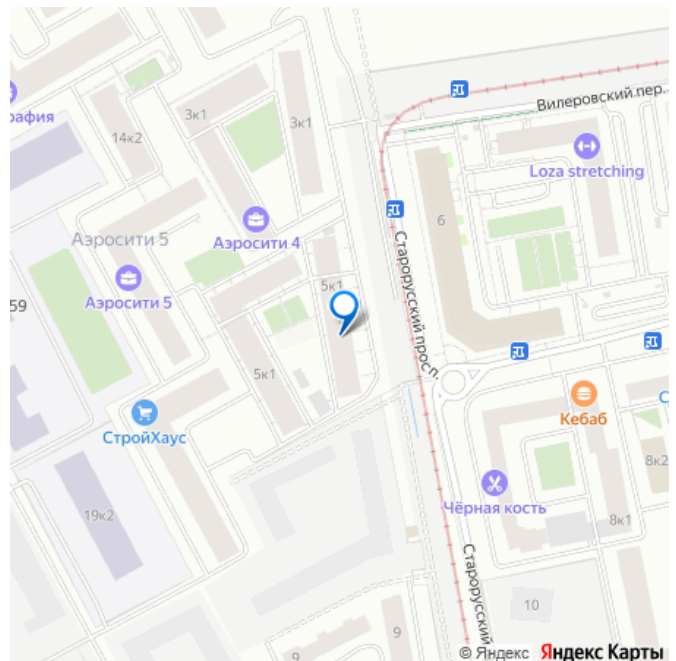 Вилеровский пер.
рафия
3к1
3к1
14к2
Loza stretching
6
Аэросити 5
Аэросити 4
Старорусский просп.
Аэросити 5
5к1
59
5к1
Кебаб
С
СтройХаус
8к2
Чёрная кость
19к2
8к1
Старорусский
10
9
9
© Яндекс Яндекс Карты